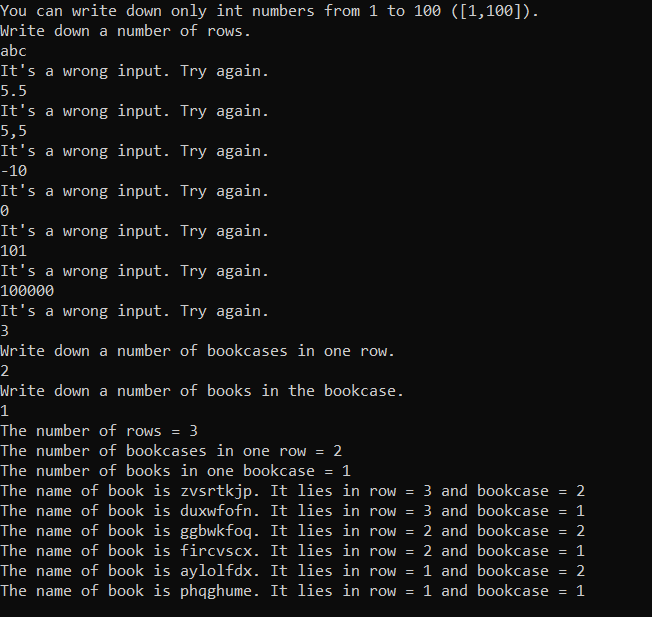 You can write down only int numbers from 1 to 100 ([1,100]).
Write down a number of rows.
abc
It's a wrong input. Try again.
5.5
It's a wrong input. Try again.
5,5
It's a wrong input. Try again.
-10
It's a wrong input. Try again.
0
It's a wrong input. Try again.
101
It's a wrong input. Try again.
100000
It's a wrong input. Try again.
3
Write down a number of bookcases in one row.
2
Write down a number of books in the bookcase.
1
The number of rows = 3
The number of bookcases in one row = 2
The number of books in one bookcase = 1
The name of book is zvsrtkjp. It lies in row = 3 and bookcase = 2
The name of book is duxwfofn. It lies in row = 3 and bookcase = 1
The name of book is ggbwkfoq. It lies in row = 2 and bookcase = 2
The name of book is fircvscx. It lies in row = 2 and bookcase = 1
The name of book is aylolfdx. It lies in row = 1 and bookcase = 2
The name of book is phqghume. It lies in row = 1 and bookcase = 1